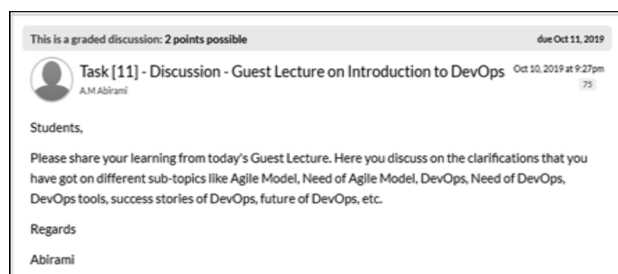 This is a graded discussion: 2 points possible
due Oct 11, 2019
Task [11] - Discussion - Guest Lecture on Introduction to DevOps
Oct 10, 2019 at 9:27pm
A.M Abirami
75
Students,
Please share your learning from today's Guest Lecture. Here you discuss on the clarifications that you
have got on different sub-topics like Agile Model, Need of Agile Model, DevOps, Need of DevOps,
DevOps tools, success stories of DevOps, future of DevOps, etc.
Regards
Abirami